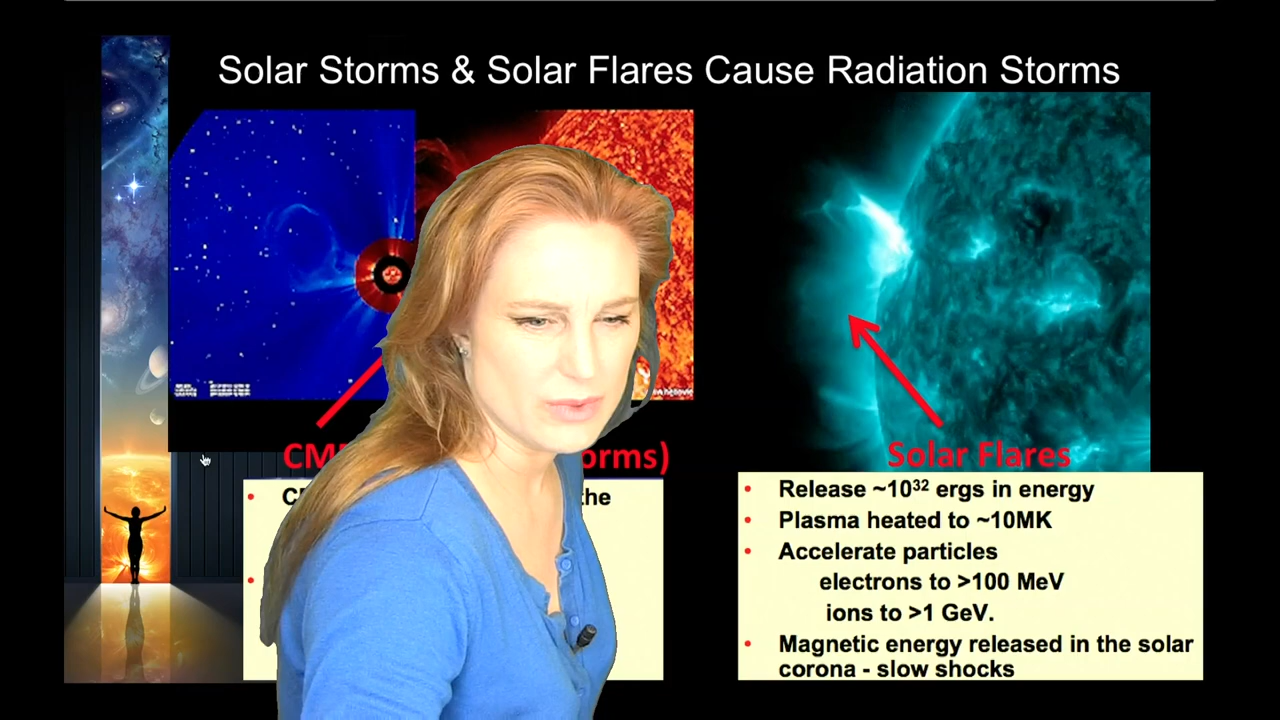 Solar Storms & Solar Flares Cause Radiation Storms
orms)
Solar Flares
the
• Release ~10³² ergs in energy
• Plasma heated to ~10MK
• Accelerate particles
electrons to >100 MeV
ions to >1 GeV.
• Magnetic energy released in the solar
corona - slow shocks